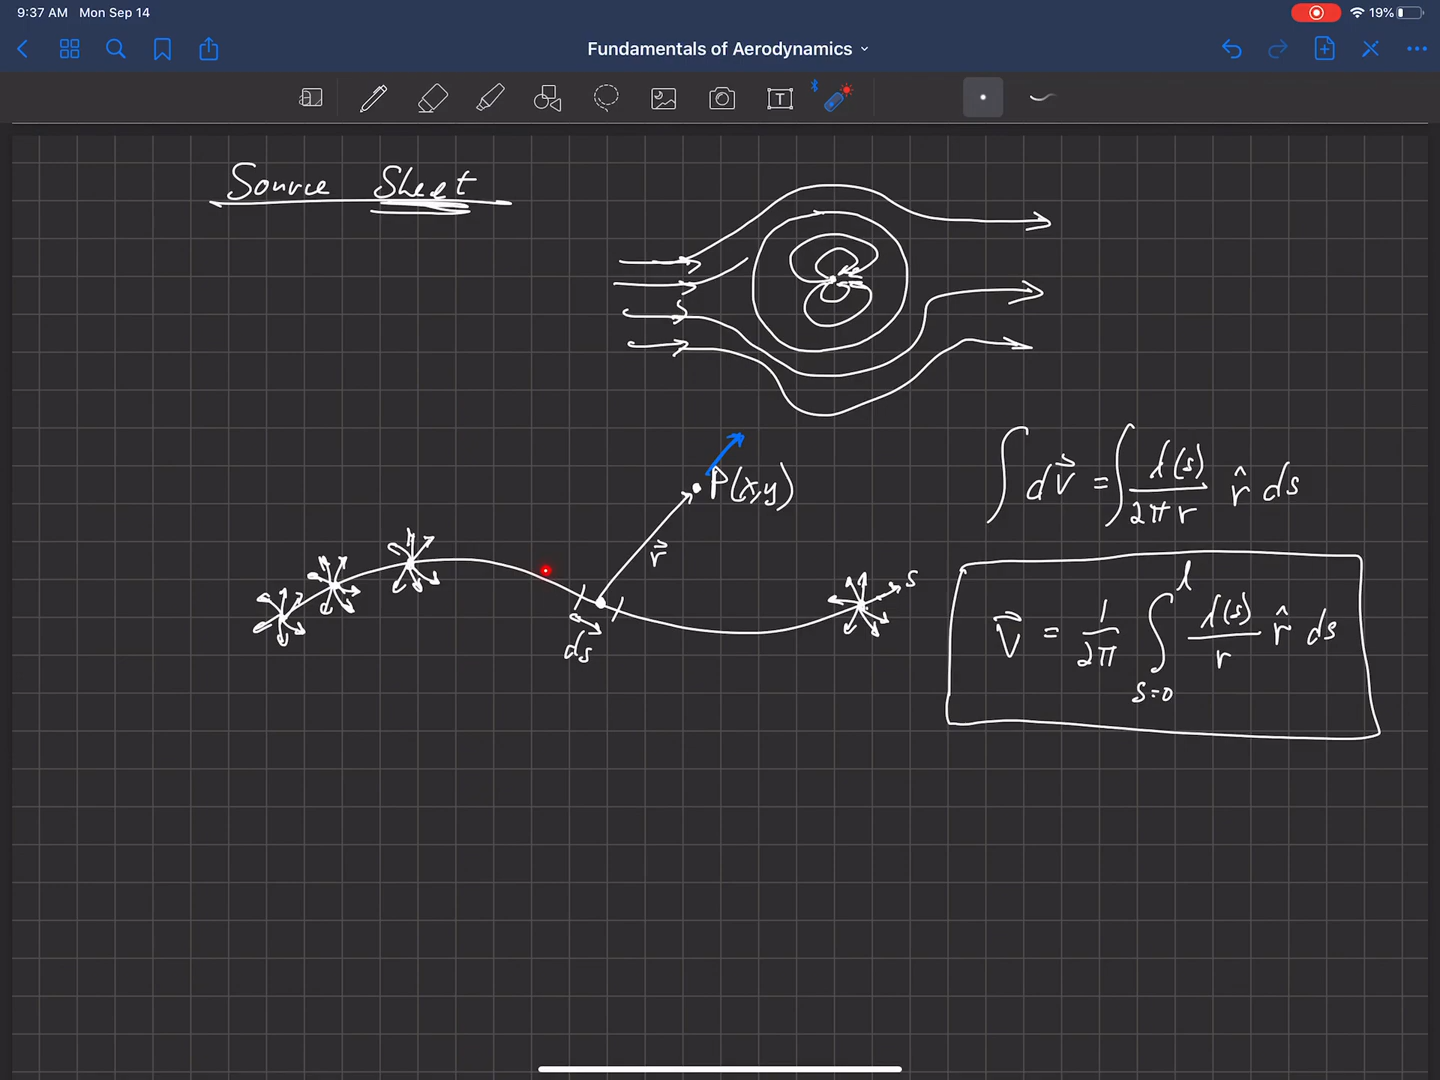 9:37 AM Mon Sep 14
19%
Fundamentals of Aerodynamics
T
Source Sheet
P(x,y)
r⃗
s
ds
∫ dV⃗ = ∫ λ(s) / 2πr r̂ ds
V⃗ = 1/2π ∫_{s=0}^{l} λ(s)/r r̂ ds